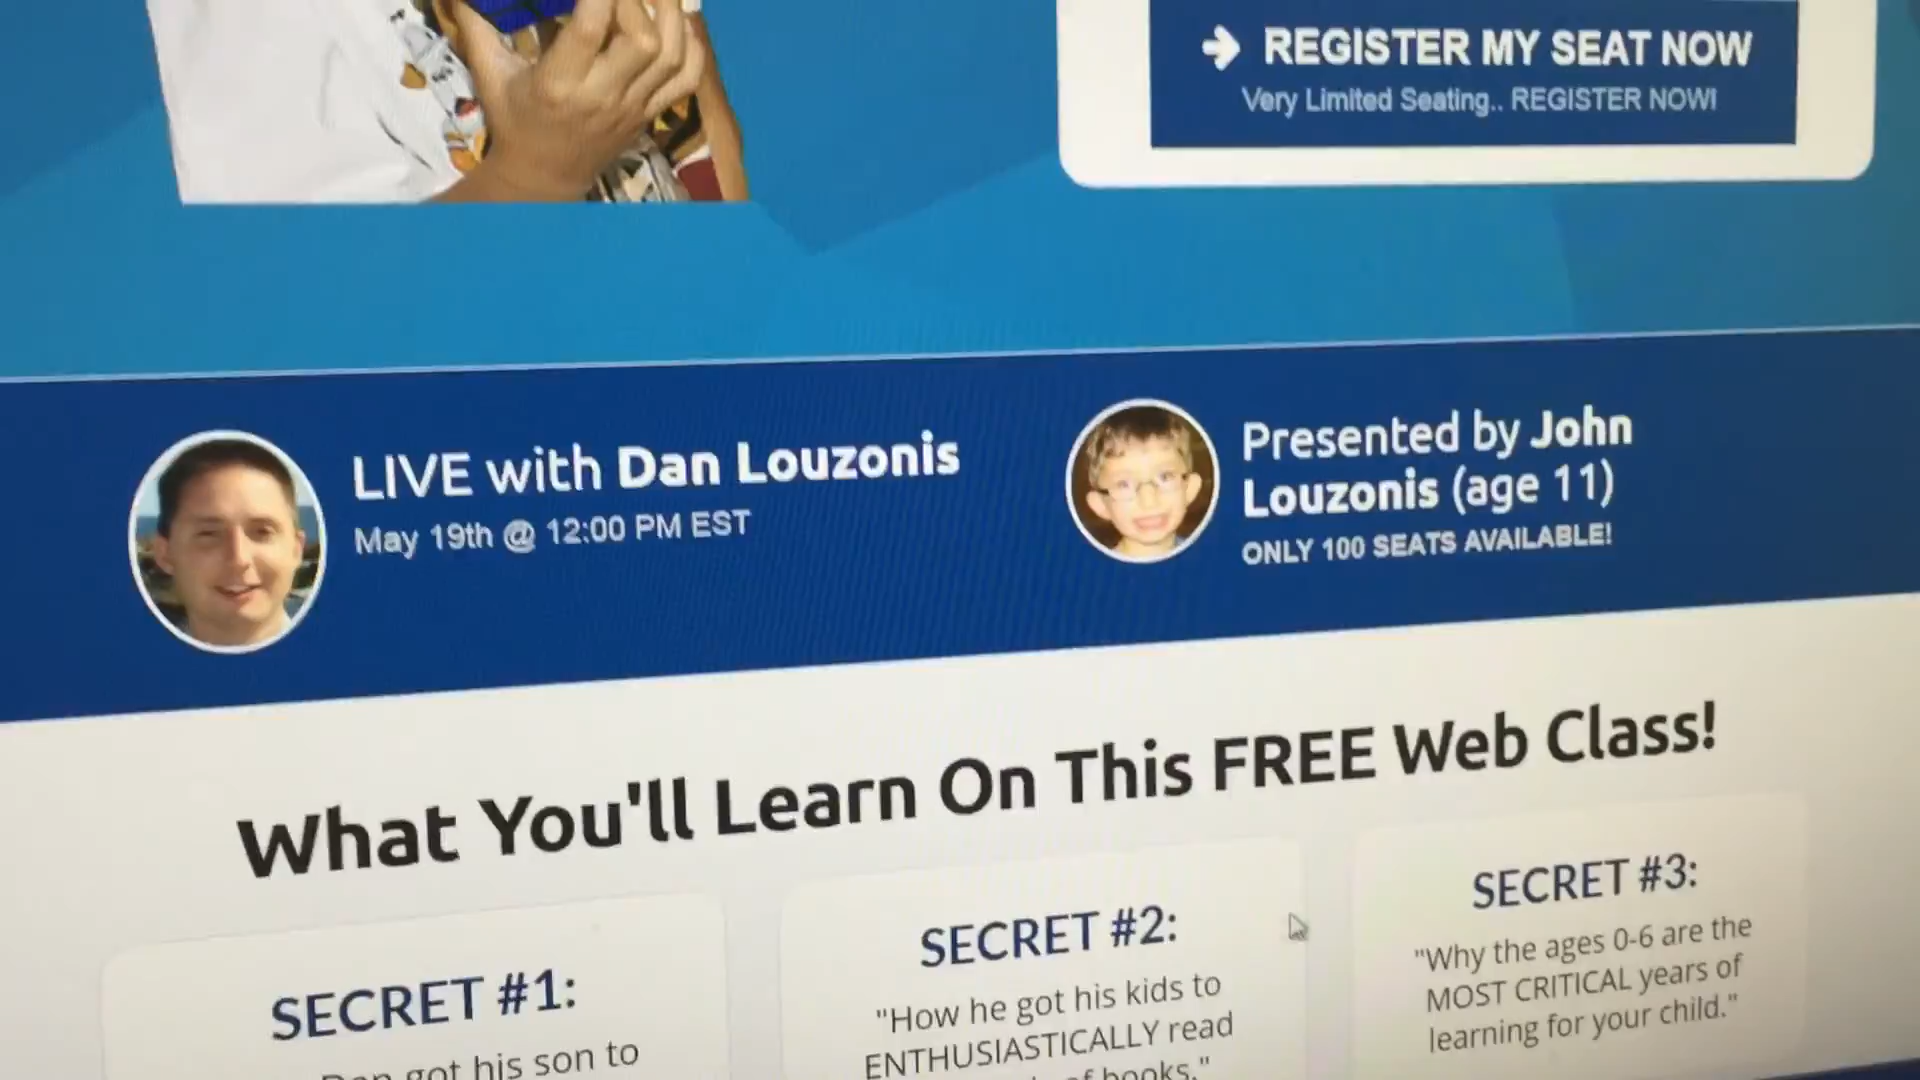 REGISTER MY SEAT NOW
Very Limited Seating.. REGISTER NOW!
LIVE with Dan Louzonis
May 19th @ 12:00 PM EST
Presented by John
Louzonis (age 11)
ONLY 100 SEATS AVAILABLE!
What You'll Learn On This FREE Web Class!
SECRET #1:
Dan got his son to
SECRET #2:
"How he got his kids to
ENTHUSIASTICALLY read
of books."
SECRET #3:
"Why the ages 0-6 are the
MOST CRITICAL years of
learning for your child."